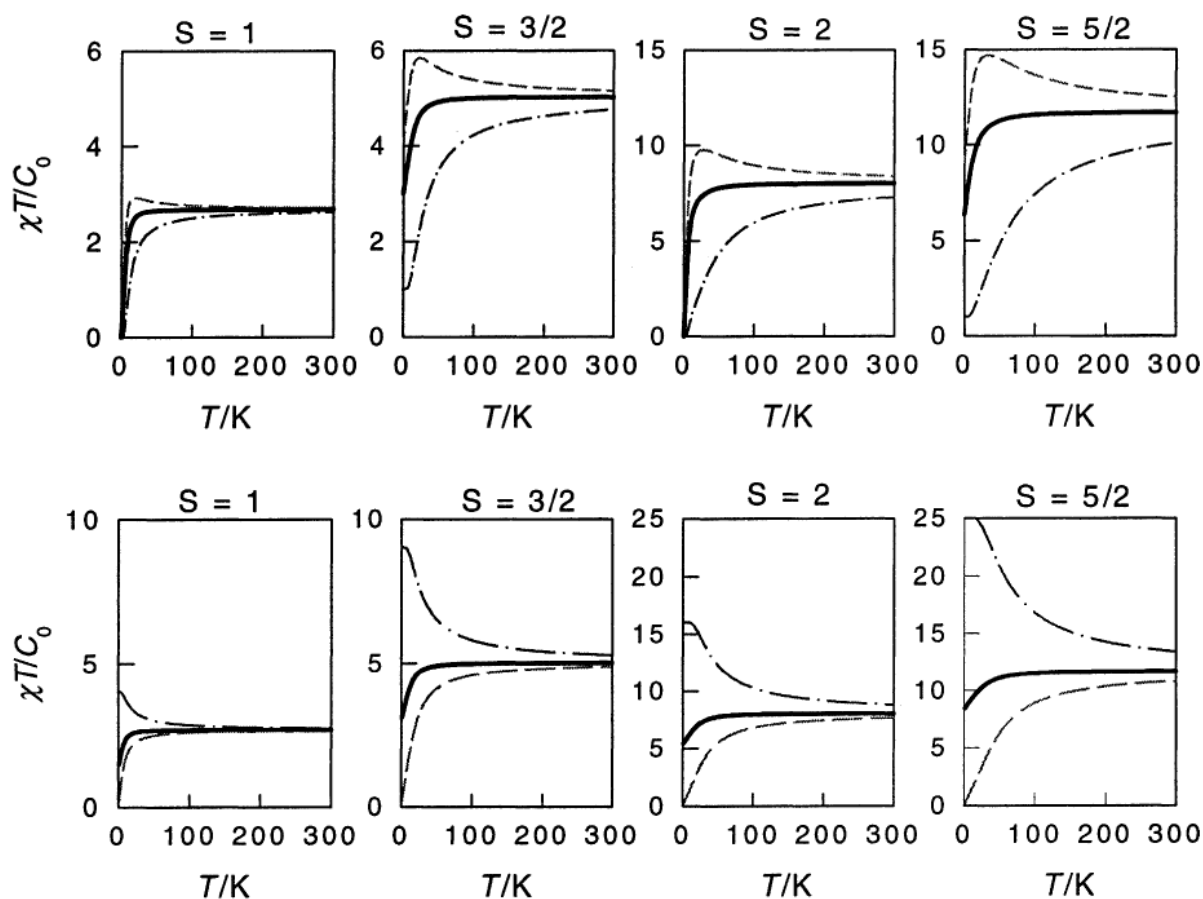 S = 1 S = 3/2 S = 2 S = 5/2
6 6 15 15
4 4 10 10
2 2 5 5
0 0 0 0
χT/C₀
0 100 200 300 0 100 200 300 0 100 200 300 0 100 200 300
T/K T/K T/K T/K
S = 1 S = 3/2 S = 2 S = 5/2
10 10 25 25
20 20
15 15
5 5 10 10
5 5
0 0 0 0
χT/C₀
0 100 200 300 0 100 200 300 0 100 200 300 0 100 200 300
T/K T/K T/K T/K